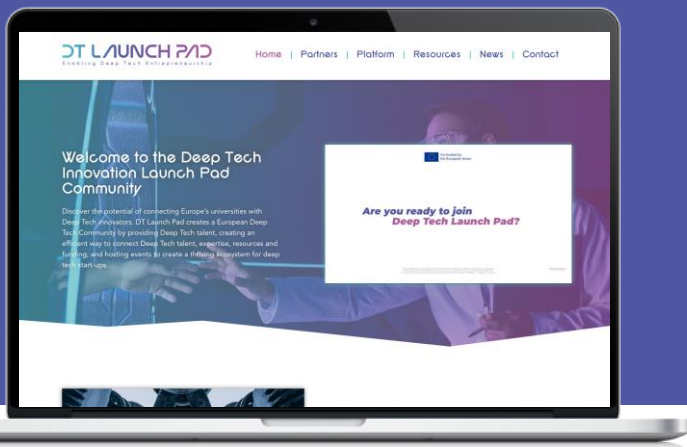 DT LAUNCH PAD
Enabling Deep Tech Entrepreneurship
Home | Partners | Platform | Resources | News | Contact
Welcome to the Deep Tech
Innovation Launch Pad
Community
Discover the potential of connecting Europe's universities with
Deep Tech innovators. DT Launch Pad creates a European Deep
Tech Community by providing Deep Tech talent, creating an
efficient way to connect Deep Tech talent, expertise, resources and
funding; and hosting events to create a thriving ecosystem for deep
tech start-ups.
Co-funded by
the European Union
Are you ready to join
Deep Tech Launch Pad?